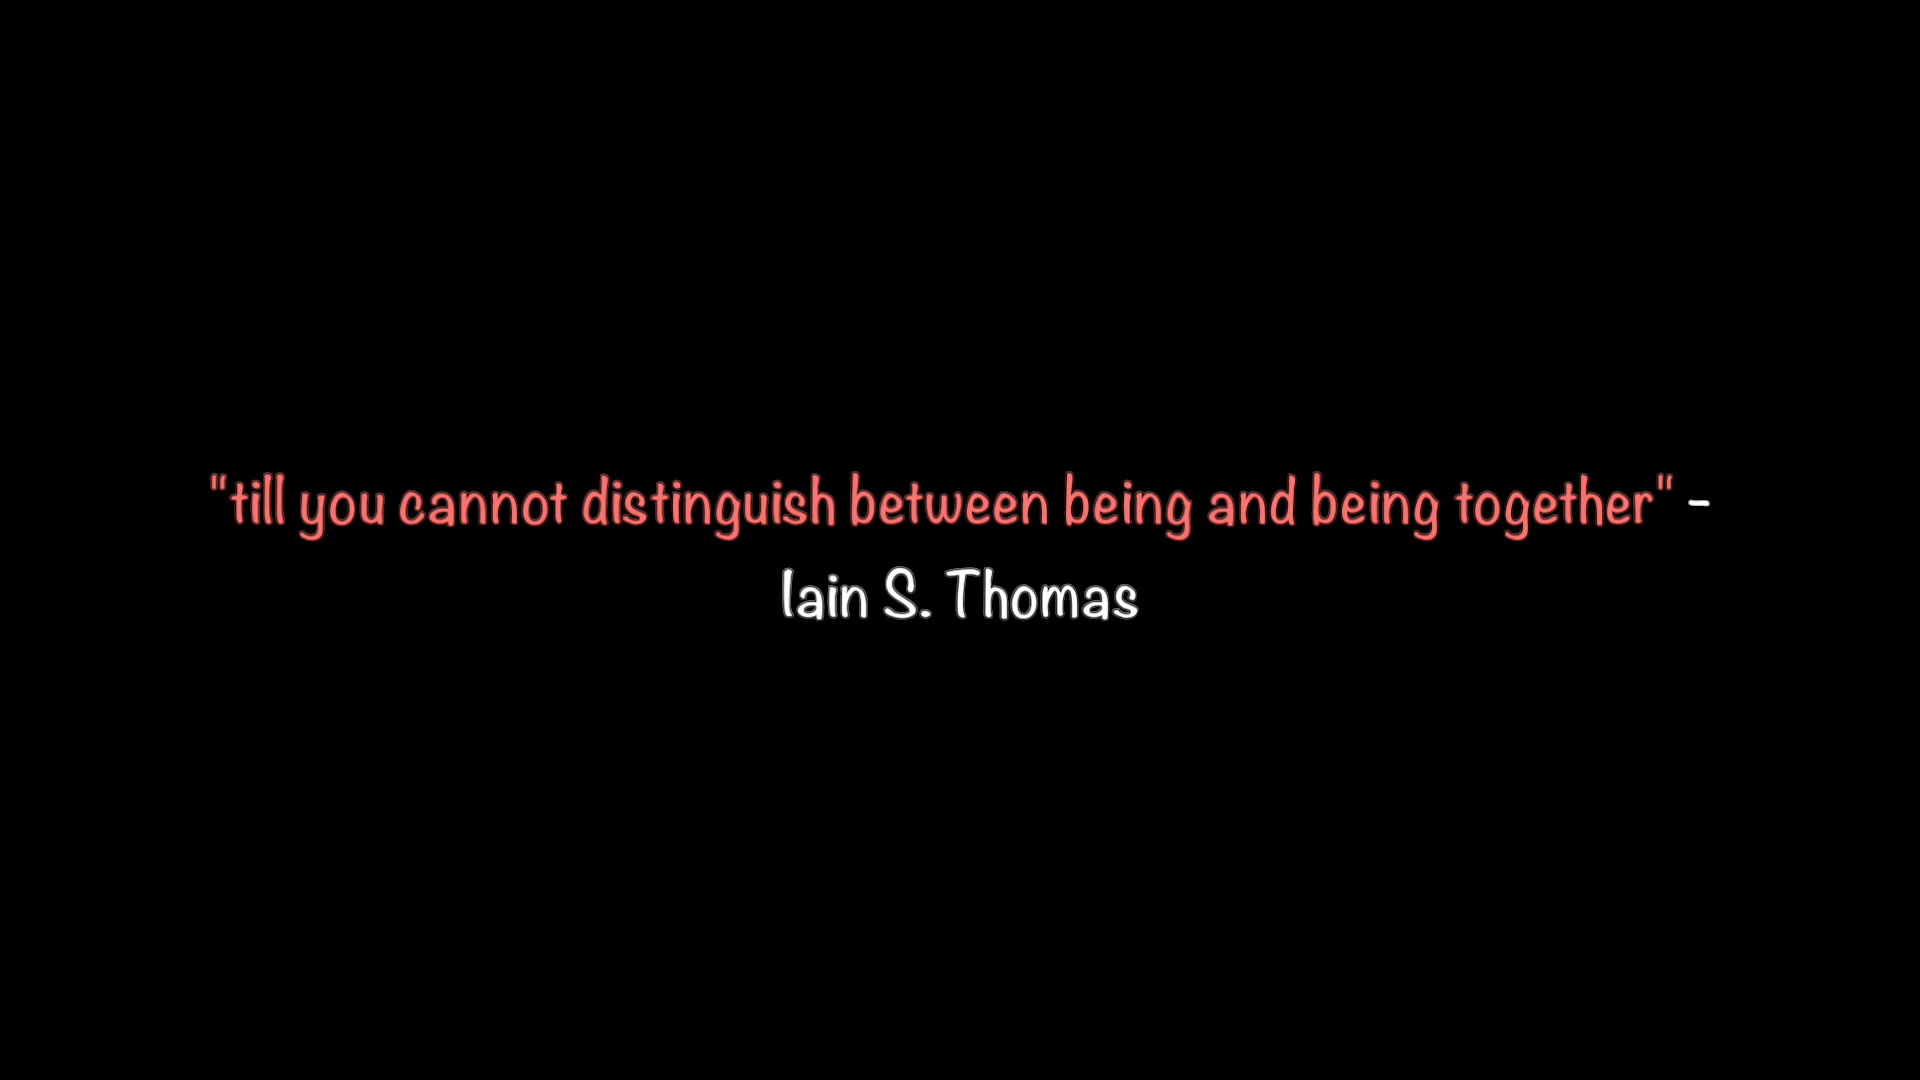 "till you cannot distinguish between being and being together" -
Iain S. Thomas